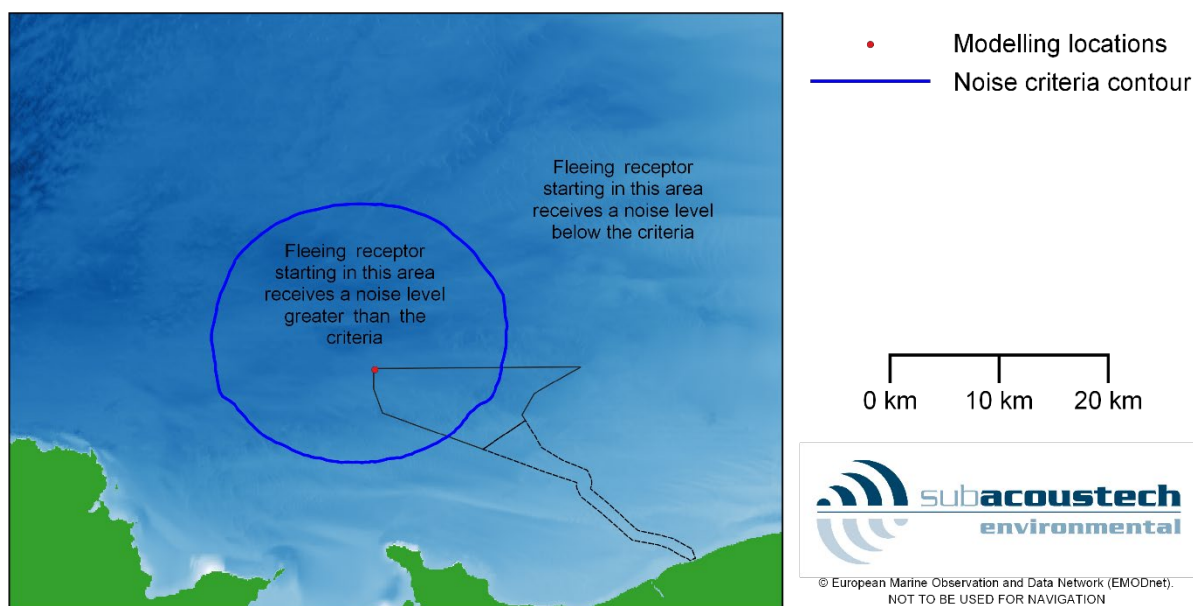 Fleeing receptor
starting in this area
receives a noise level
below the criteria
Fleeing receptor
starting in this area
receives a noise level
greater than the
criteria
Modelling locations
Noise criteria contour
0 km 10 km 20 km
subacoustech
environmental
© European Marine Observation and Data Network (EMODnet).
NOT TO BE USED FOR NAVIGATION